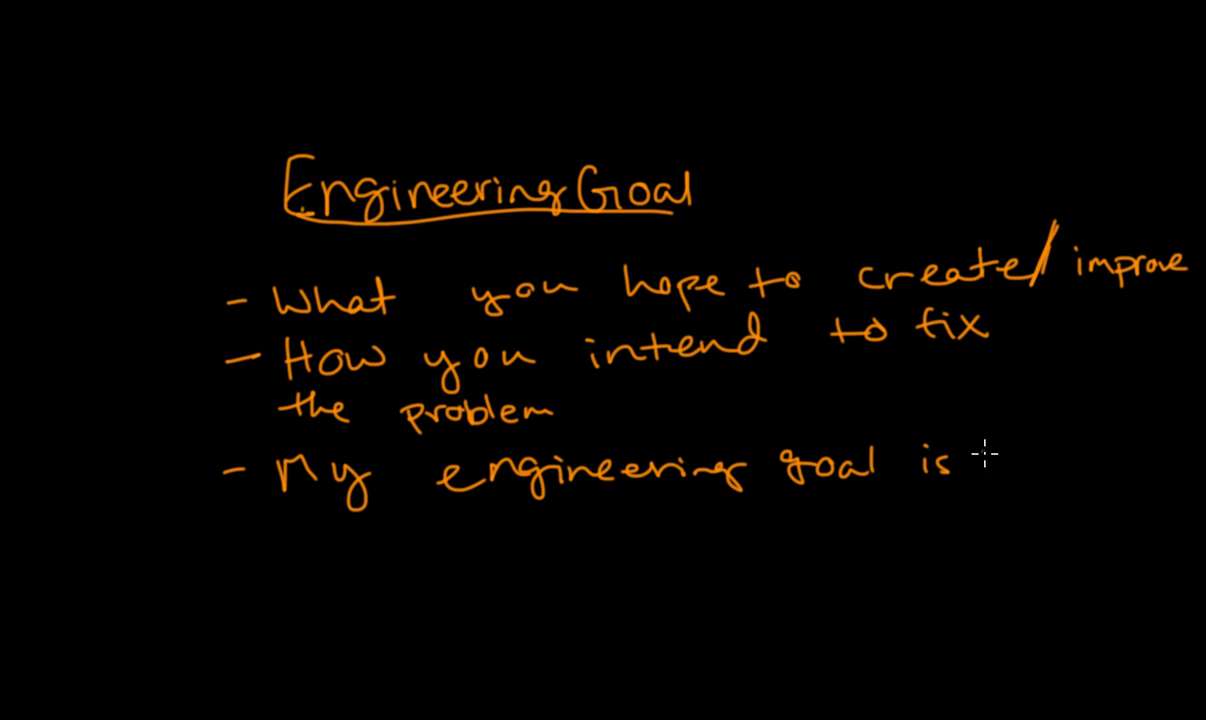 Engineering Goal
- What you hope to create/improve
- How you intend to fix
the problem
- My engineering goal is